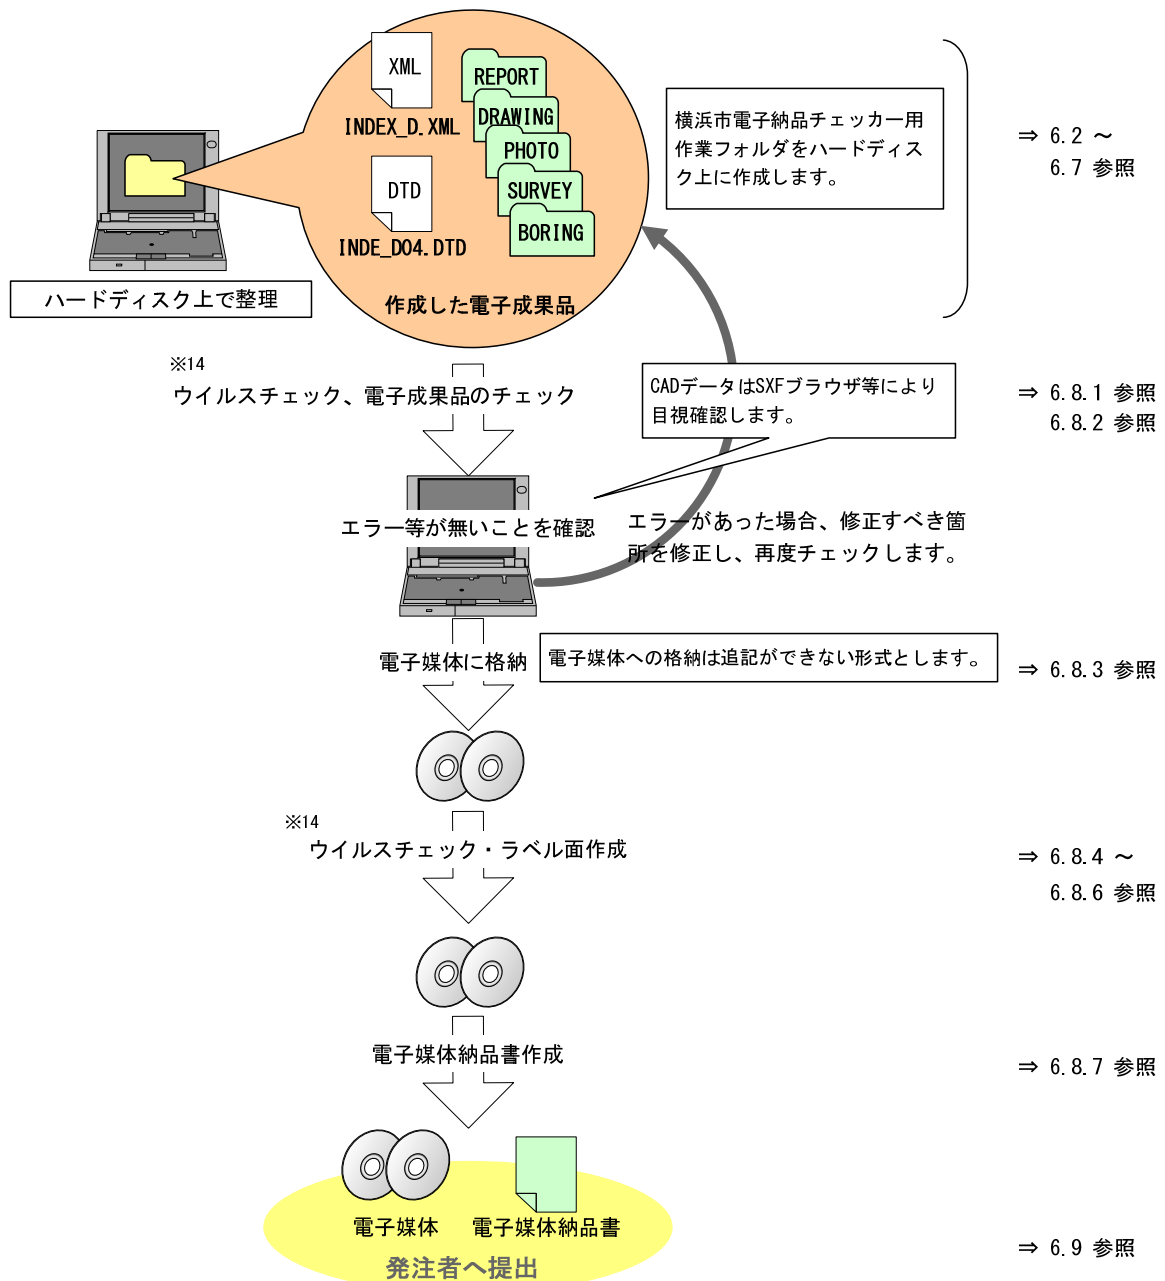 XML
INDEX_D.XML
DTD
INDE_D04.DTD
REPORT
DRAWING
PHOTO
SURVEY
BORING
作成した電子成果品
ハードディスク上で整理
横浜市電子納品チェッカー用
作業フォルダをハードディス
ク上に作成します。
⇒ 6.2 ～
6.7 参照
※14
ウイルスチェック、電子成果品のチェック
CADデータはSXFブラウザ等により
目視確認します。
⇒ 6.8.1 参照
6.8.2 参照
エラー等が無いことを確認
エラーがあった場合、修正すべき箇
所を修正し、再度チェックします。
電子媒体に格納
電子媒体への格納は追記ができない形式とします。
⇒ 6.8.3 参照
※14
ウイルスチェック・ラベル面作成
⇒ 6.8.4 ～
6.8.6 参照
電子媒体納品書作成
⇒ 6.8.7 参照
電子媒体
電子媒体納品書
発注者へ提出
⇒ 6.9 参照